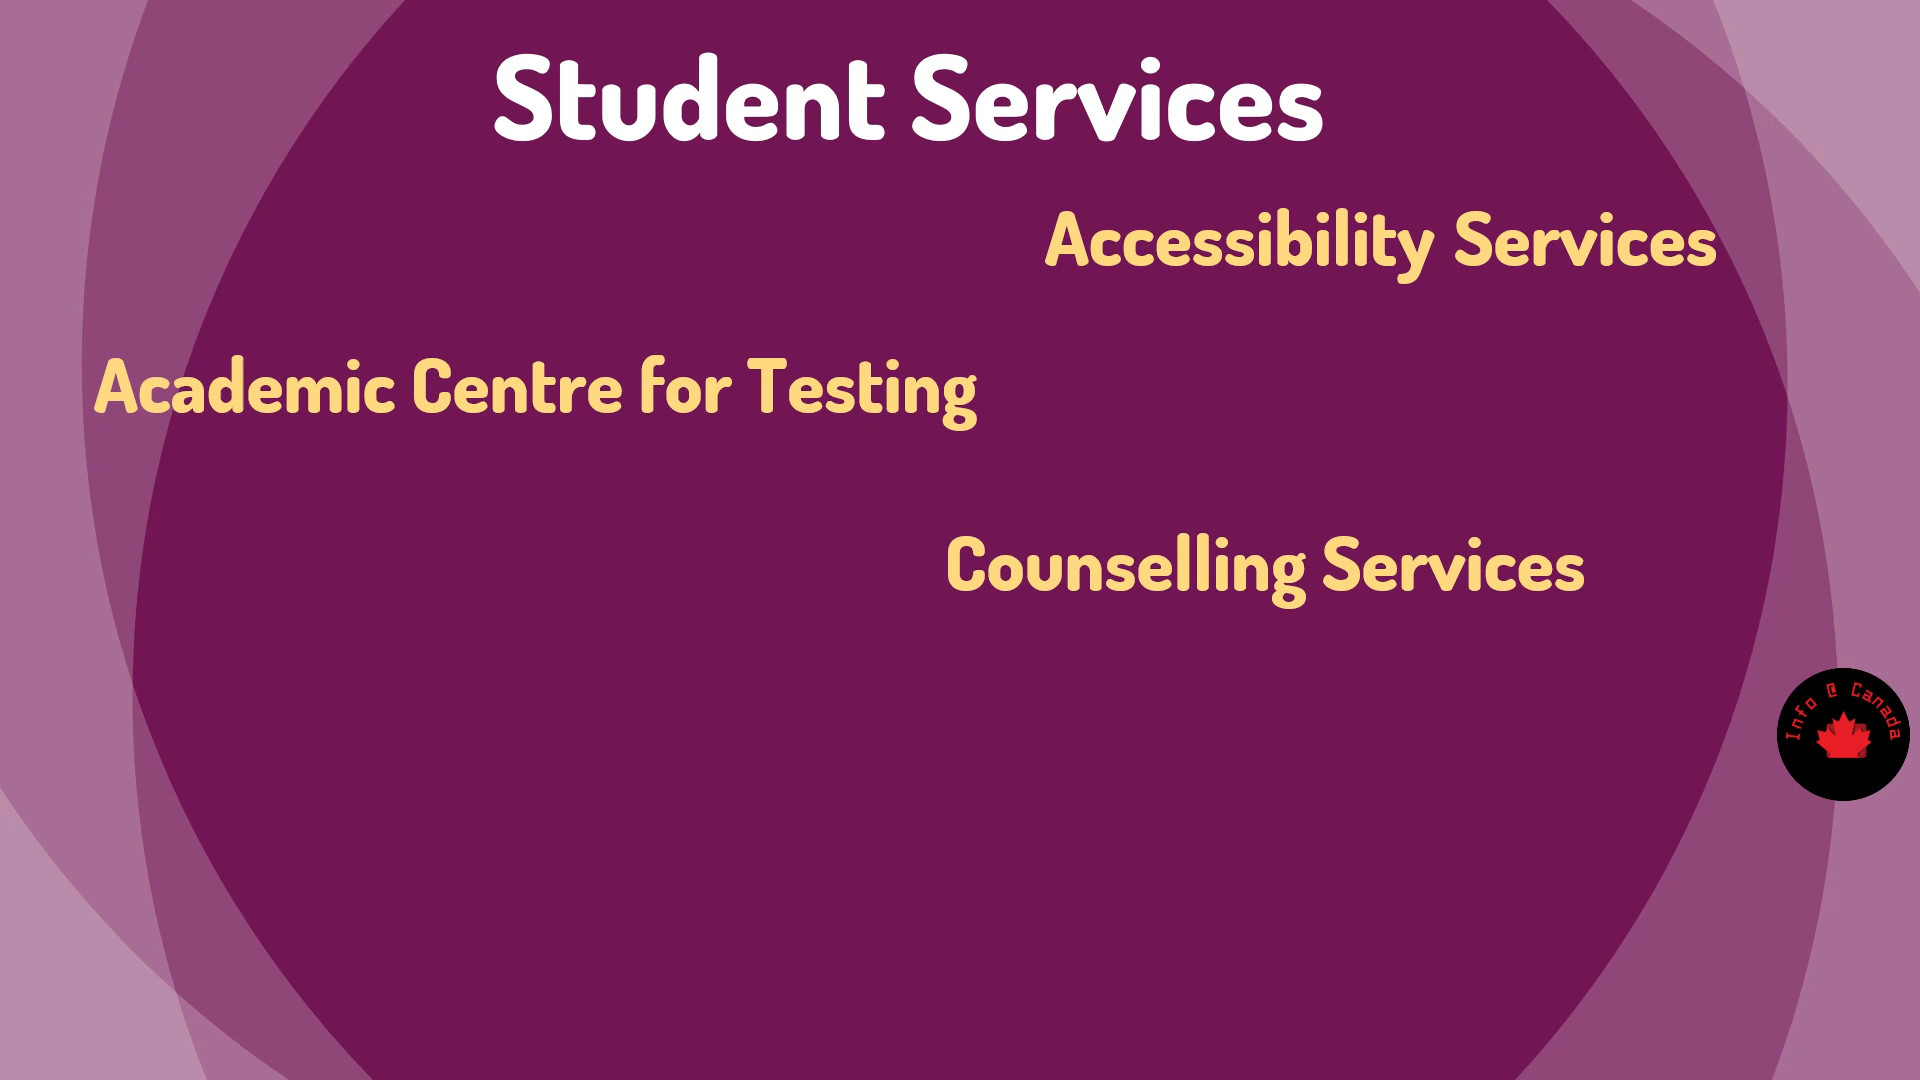 Student Services
Accessibility Services
Academic Centre for Testing
Counselling Services
Info @ Canada